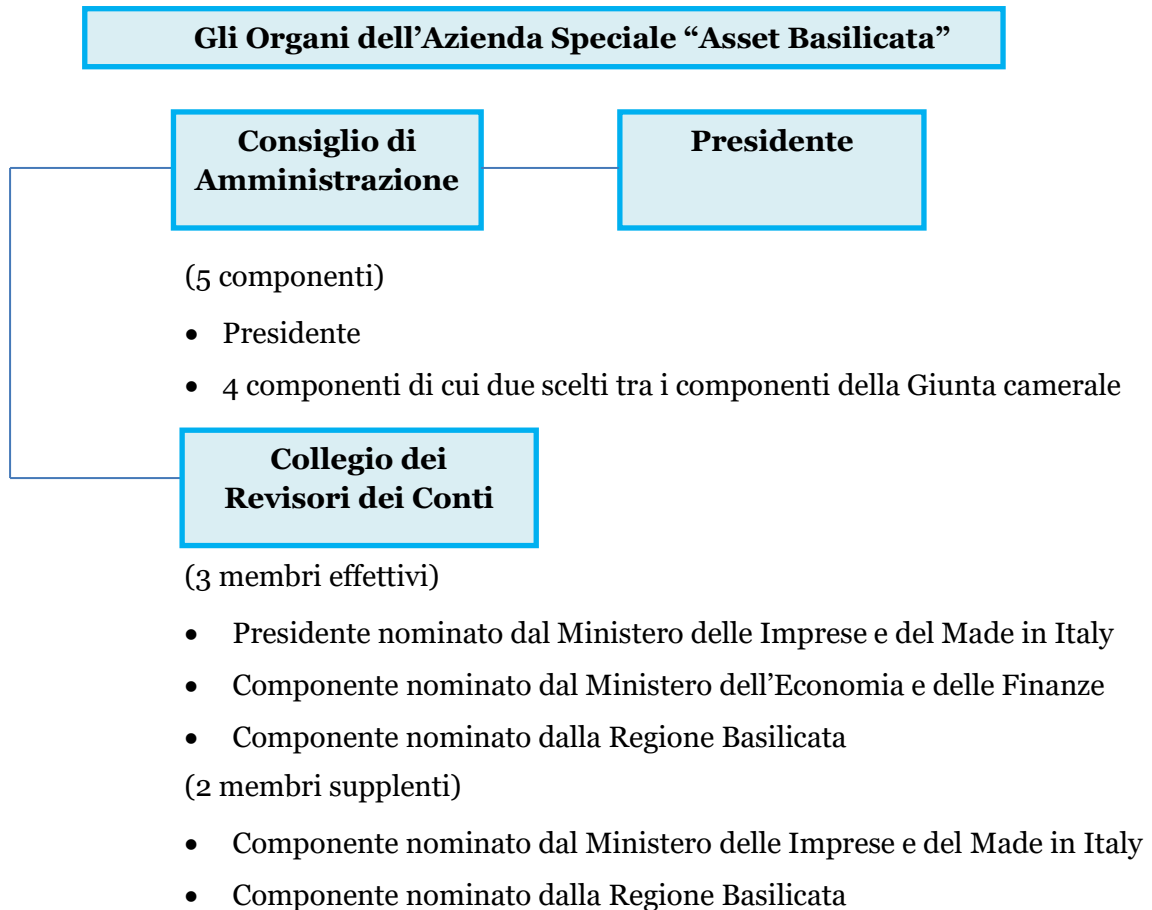 Gli Organi dell’Azienda Speciale “Asset Basilicata”
Consiglio di
Amministrazione
Presidente
(5 componenti)
• Presidente
• 4 componenti di cui due scelti tra i componenti della Giunta camerale
Collegio dei
Revisori dei Conti
(3 membri effettivi)
• Presidente nominato dal Ministero delle Imprese e del Made in Italy
• Componente nominato dal Ministero dell’Economia e delle Finanze
• Componente nominato dalla Regione Basilicata
(2 membri supplenti)
• Componente nominato dal Ministero delle Imprese e del Made in Italy
• Componente nominato dalla Regione Basilicata